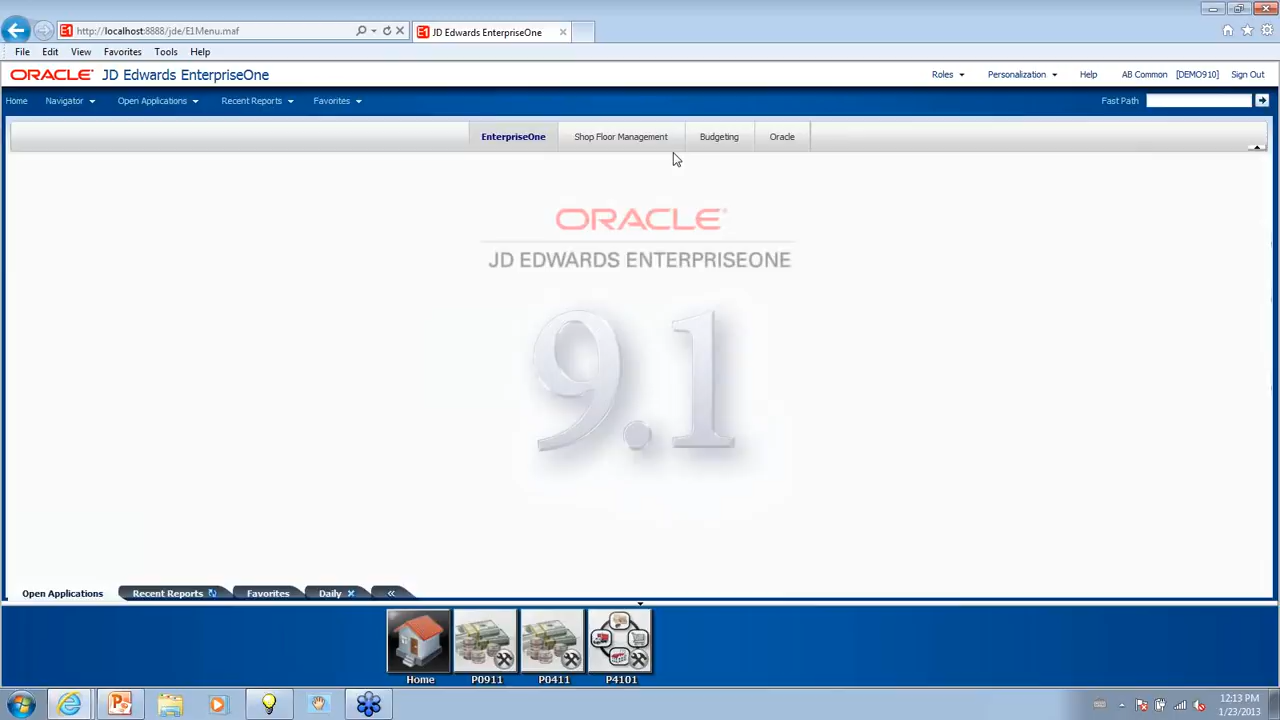 http://localhost:8888/jde/E1Menu.maf
JD Edwards EnterpriseOne
File Edit View Favorites Tools Help
ORACLE JD Edwards EnterpriseOne
Roles Personalization Help AB Common [DEMO910] Sign Out
Home Navigator Open Applications Recent Reports Favorites
Fast Path
EnterpriseOne Shop Floor Management Budgeting Oracle
ORACLE
JD EDWARDS ENTERPRISEONE
9.1
Open Applications Recent Reports Favorites Daily «
Home P0911 P0411 P4101
12:13 PM
1/23/2013